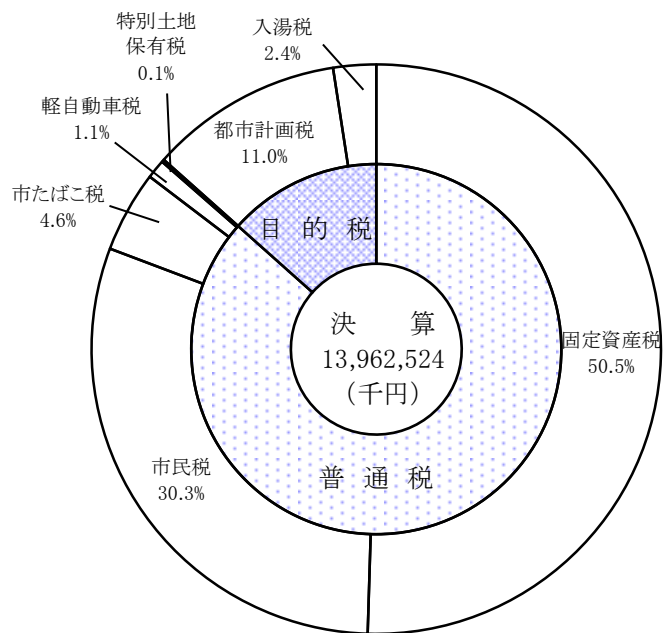 特別土地
保有税
0.1%
入湯税
2.4%
軽自動車税
1.1%
都市計画税
11.0%
市たばこ税
4.6%
目的税
決算
13,962,524
(千円)
固定資産税
50.5%
市民税
30.3%
普通税